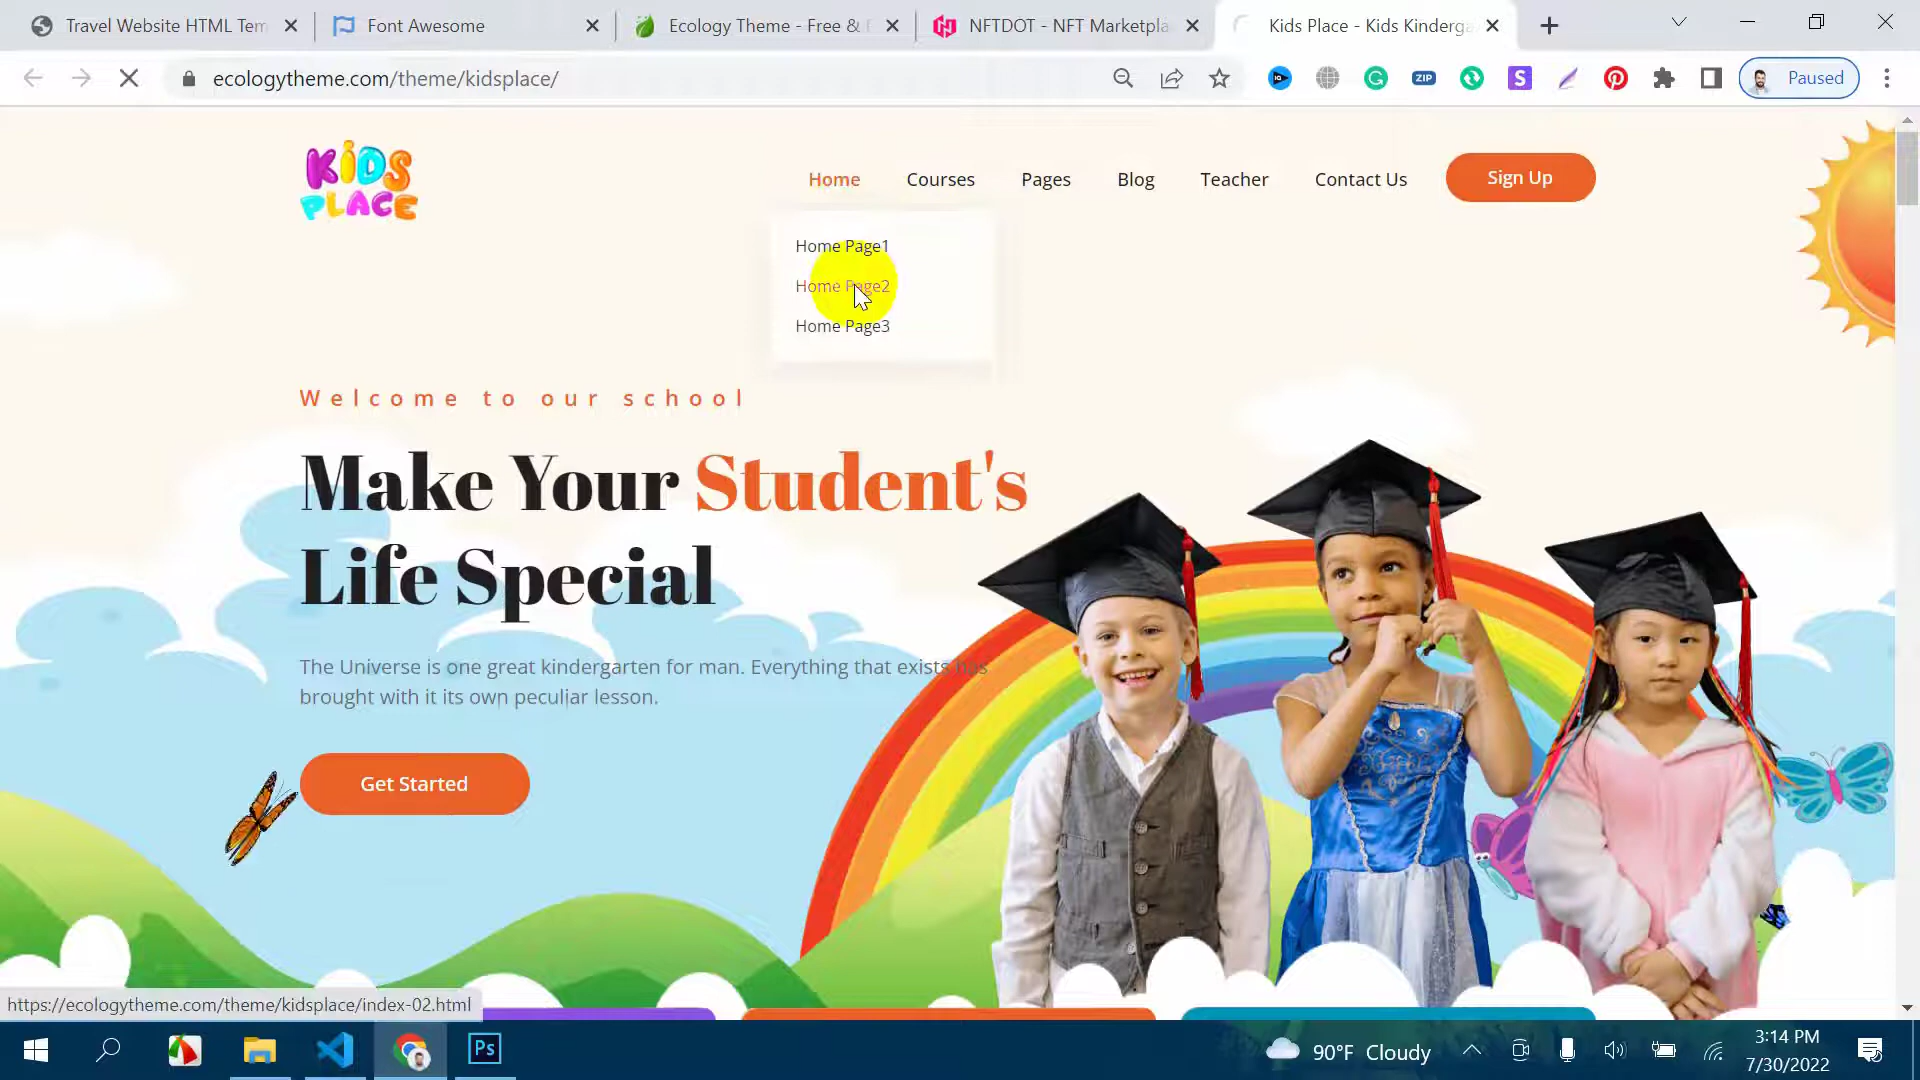 Travel Website HTML Tem
Font Awesome
Ecology Theme - Free & E
NFTDOT - NFT Marketpla
Kids Place - Kids Kinderga
ecologytheme.com/theme/kidsplace/
IQ
G
ZIP
S
Paused
KiDS
PLACE
Home
Courses
Pages
Blog
Teacher
Contact Us
Sign Up
Home Page1
Home Page2
Home Page3
Welcome to our school
Make Your Student's
Life Special
The Universe is one great kindergarten for man. Everything that exists has
brought with it its own peculiar lesson.
Get Started
https://ecologytheme.com/theme/kidsplace/index-02.html
Ps
90°F Cloudy
3:14 PM
7/30/2022